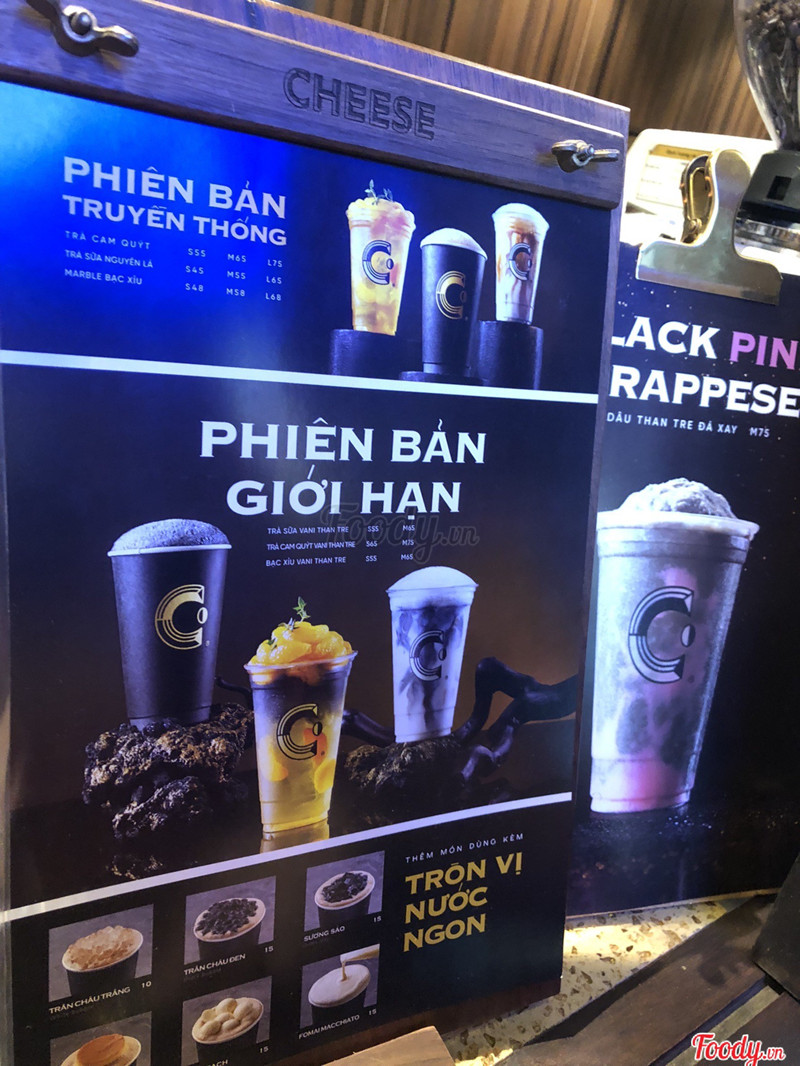 CHEESE
PHIÊN BẢN
TRUYỀN THỐNG
TRÀ CAM QUÝT S55 M65 L75
TRÀ SỮA NGUYÊN LÁ S45 M55 L65
MARBLE BẠC XỈU S48 M58 L68
PHIÊN BẢN
GIỚI HẠN
TRÀ SỮA VANI THAN TRE S55 M65
TRÀ CAM QUÝT VANI THAN TRE S65 M75
BẠC XỈU VANI THAN TRE S55 M65
Foody.vn
THÊM MÓN DÙNG KÈM
TRỘN VỊ
NƯỚC
NGON
TRÂN CHÂU TRẮNG 10
TRÂN CHÂU ĐEN 15
SƯƠNG SÁO 15
ACH 15
FOMAI MACCHIATO 15
LACK PIN
RAPPESE
DÂU THAN TRE ĐÁ XAY M75
Foody.vn